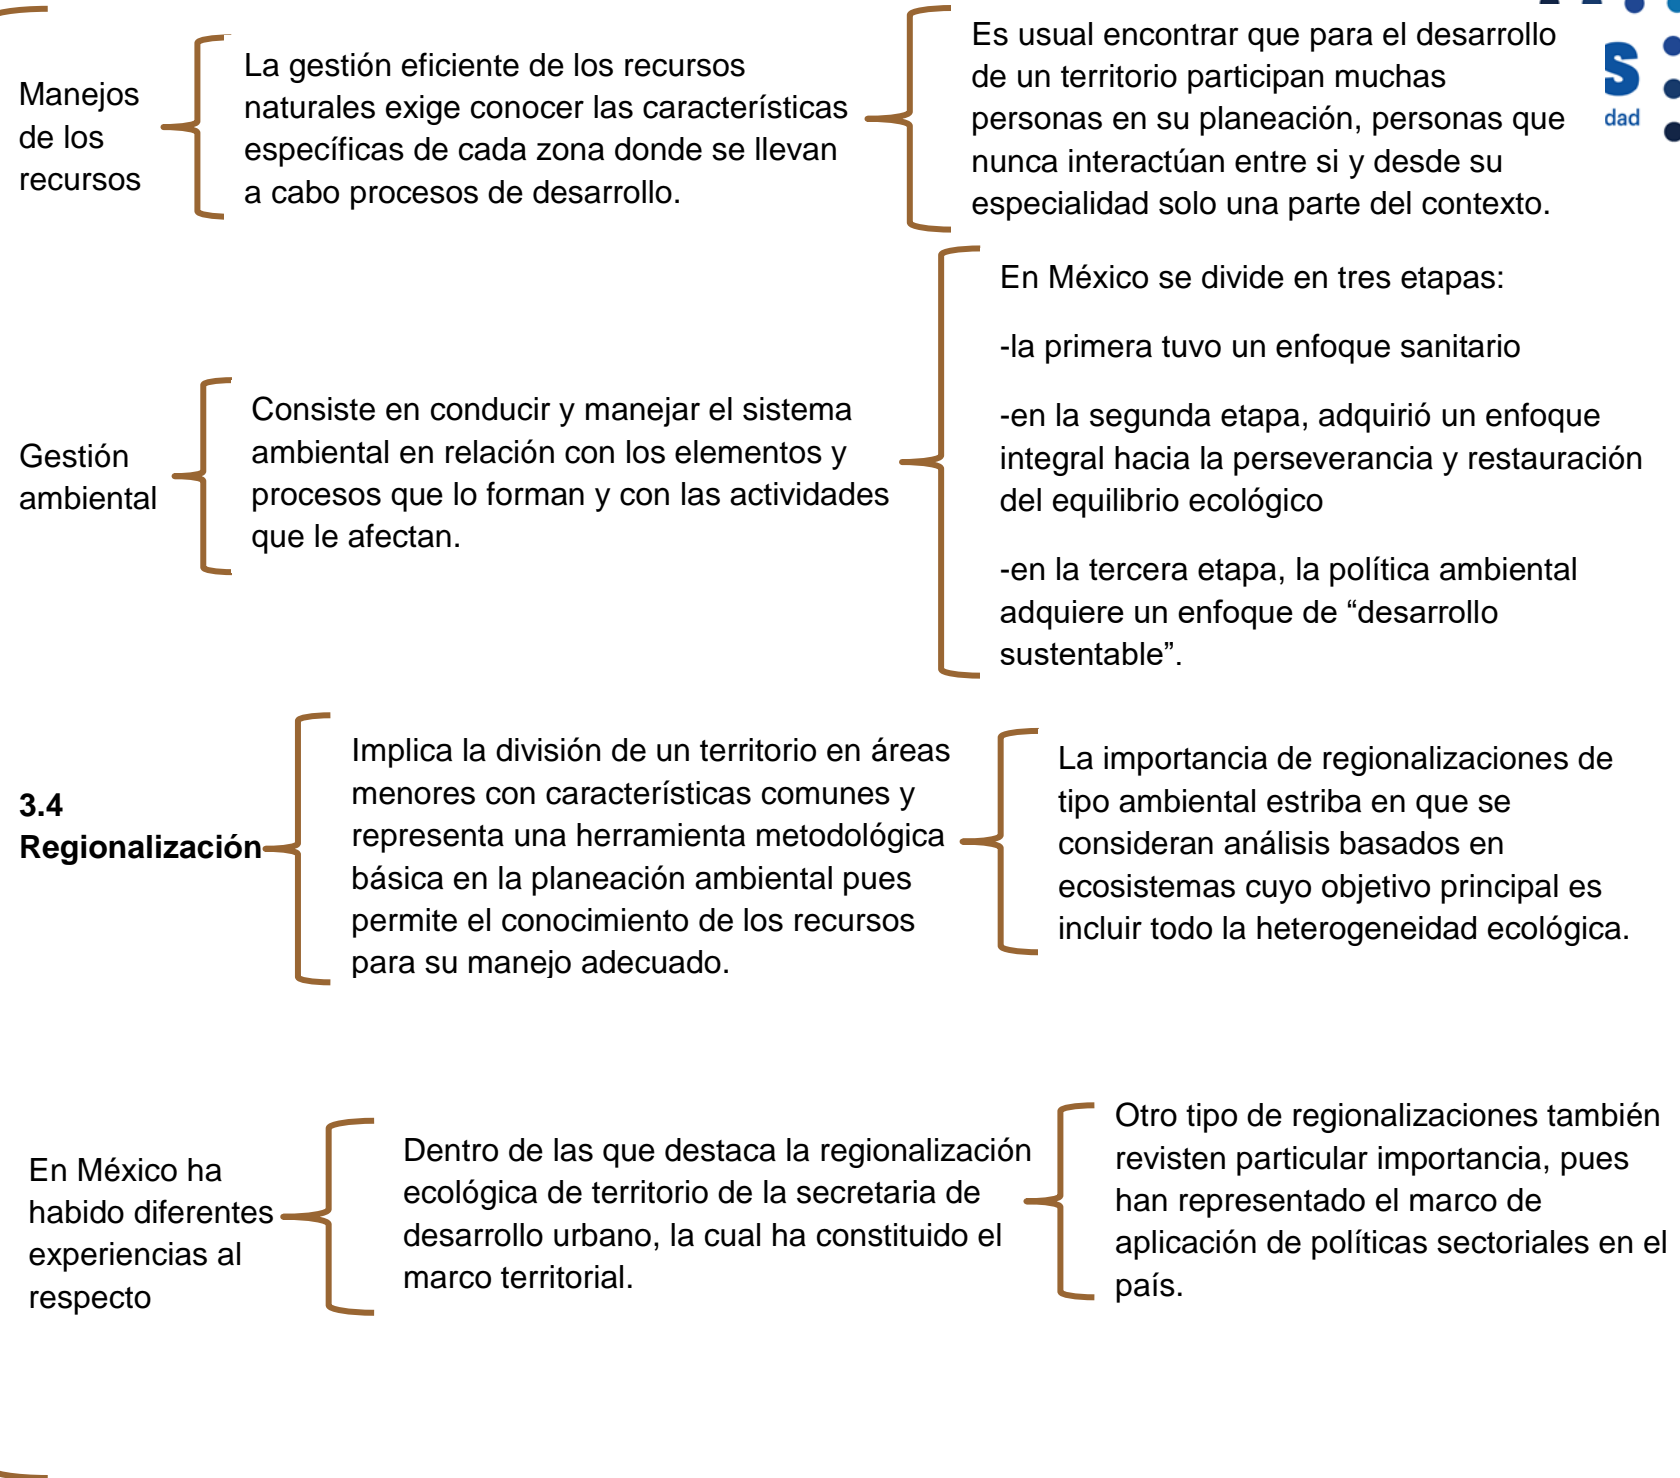 Manejos
de los
recursos
La gestión eficiente de los recursos
naturales exige conocer las características
específicas de cada zona donde se llevan
a cabo procesos de desarrollo.
Es usual encontrar que para el desarrollo
de un territorio participan muchas
personas en su planeación, personas que
nunca interactúan entre si y desde su
especialidad solo una parte del contexto.
S
dad
Gestión
ambiental
Consiste en conducir y manejar el sistema
ambiental en relación con los elementos y
procesos que lo forman y con las actividades
que le afectan.
En México se divide en tres etapas:
-la primera tuvo un enfoque sanitario
-en la segunda etapa, adquirió un enfoque
integral hacia la perseverancia y restauración
del equilibrio ecológico
-en la tercera etapa, la política ambiental
adquiere un enfoque de “desarrollo
sustentable”.
3.4
Regionalización
Implica la división de un territorio en áreas
menores con características comunes y
representa una herramienta metodológica
básica en la planeación ambiental pues
permite el conocimiento de los recursos
para su manejo adecuado.
La importancia de regionalizaciones de
tipo ambiental estriba en que se
consideran análisis basados en
ecosistemas cuyo objetivo principal es
incluir todo la heterogeneidad ecológica.
En México ha
habido diferentes
experiencias al
respecto
Dentro de las que destaca la regionalización
ecológica de territorio de la secretaria de
desarrollo urbano, la cual ha constituido el
marco territorial.
Otro tipo de regionalizaciones también
revisten particular importancia, pues
han representado el marco de
aplicación de políticas sectoriales en el
país.